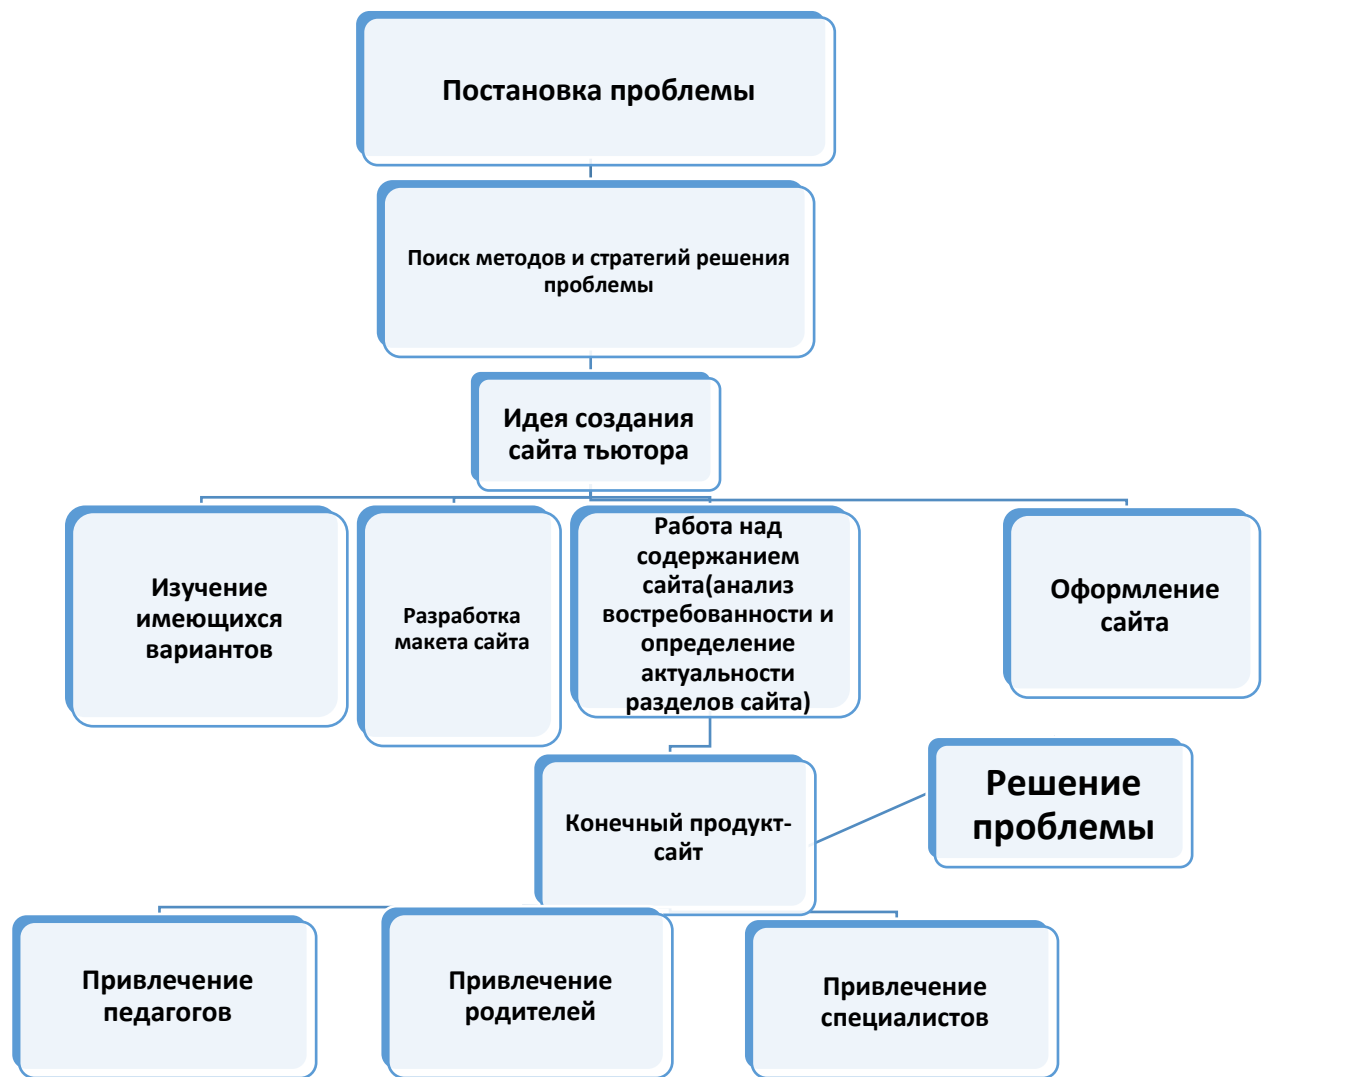 Постановка проблемы
Поиск методов и стратегий решения
проблемы
Идея создания
сайта тьютора
Изучение
имеющихся
вариантов
Разработка
макета сайта
Работа над
содержанием
сайта(анализ
востребованности и
определение
актуальности
разделов сайта)
Оформление
сайта
Конечный продукт-
сайт
Решение
проблемы
Привлечение
педагогов
Привлечение
родителей
Привлечение
специалистов